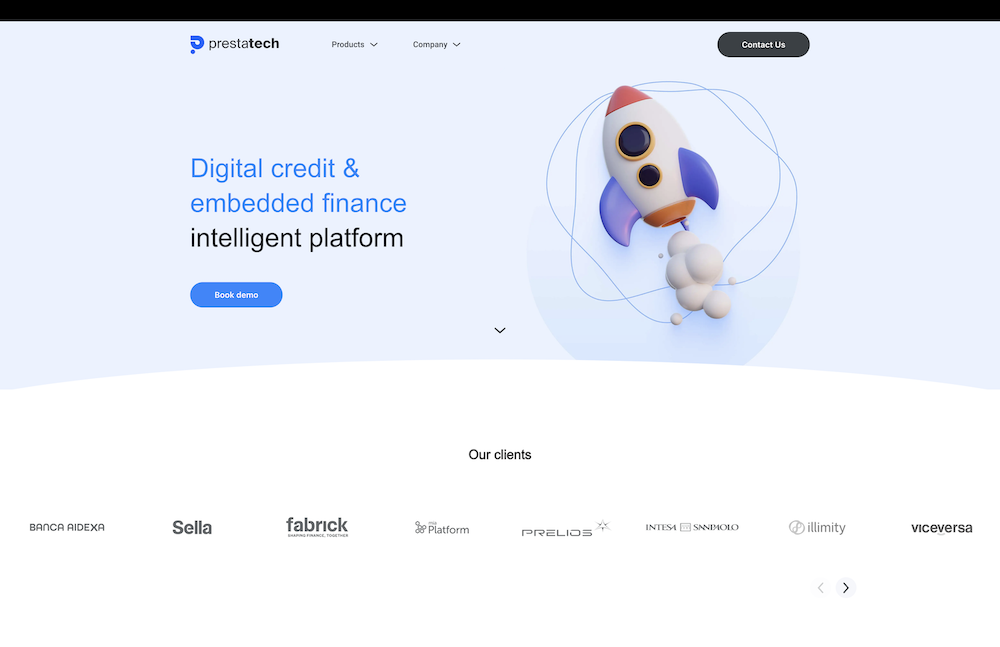 prestatech
Products
Company
Contact Us
Digital credit &
embedded finance
intelligent platform
Book demo
Our clients
BANCA AIDEXA
Sella
fabrick
SHAPING FINANCE, TOGETHER
THE
Platform
PRELIOS
INTESA SANPAOLO
illimity
viceversa